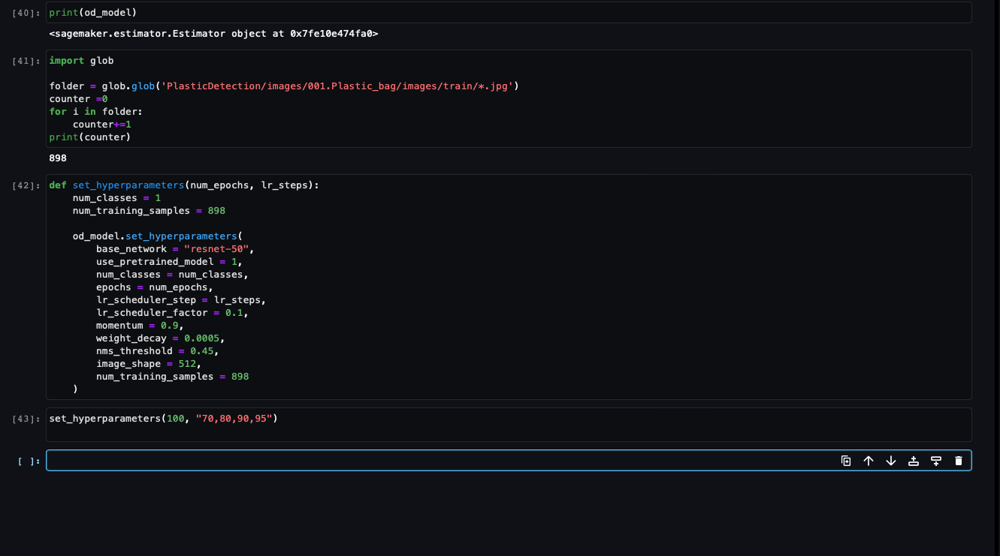 [40]: print(od_model)
<sagemaker.estimator.Estimator object at 0x7fe10e474fa0>
[41]: import glob
folder = glob.glob('PlasticDetection/images/001.Plastic_bag/images/train/*.jpg')
counter =0
for i in folder:
    counter+=1
print(counter)
898
[42]: def set_hyperparameters(num_epochs, lr_steps):
    num_classes = 1
    num_training_samples = 898
    od_model.set_hyperparameters(
        base_network = "resnet-50",
        use_pretrained_model = 1,
        num_classes = num_classes,
        epochs = num_epochs,
        lr_scheduler_step = lr_steps,
        lr_scheduler_factor = 0.1,
        momentum = 0.9,
        weight_decay = 0.0005,
        nms_threshold = 0.45,
        image_shape = 512,
        num_training_samples = 898
    )
[43]: set_hyperparameters(100, "70,80,90,95")
[ ]: